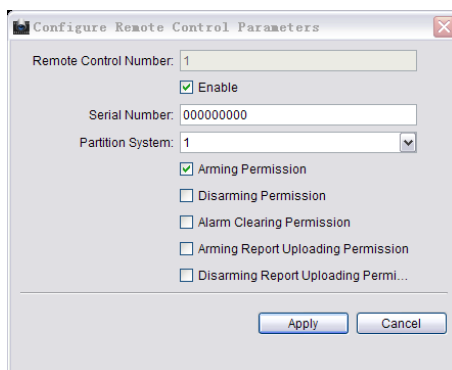 Configure Remote Control Parameters
Remote Control Number: 1
Enable
Serial Number: 000000000
Partition System: 1
Arming Permission
Disarming Permission
Alarm Clearing Permission
Arming Report Uploading Permission
Disarming Report Uploading Permi...
Apply Cancel